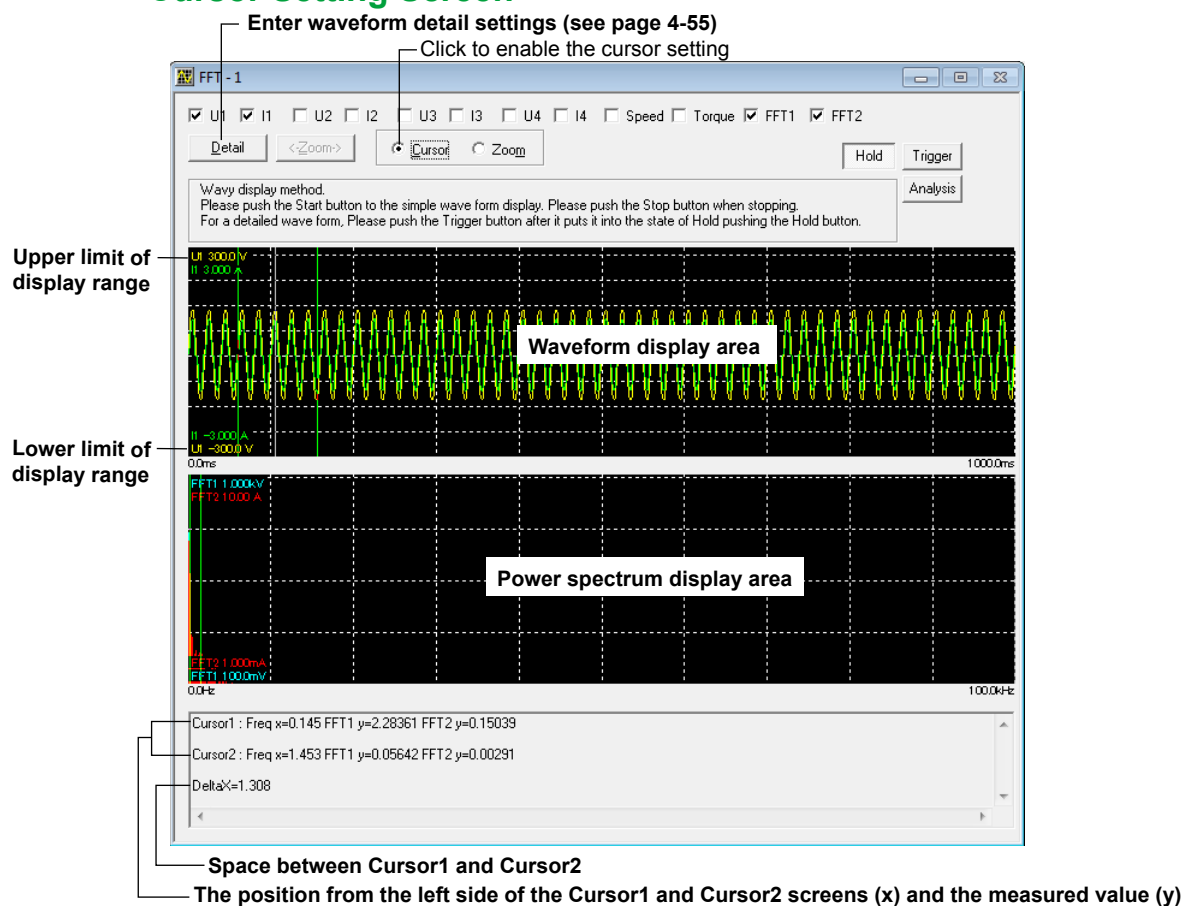 Cursor Setting Screen
Enter waveform detail settings (see page 4-55)
Click to enable the cursor setting
FFT - 1
U1 I1 U2 I2 U3 I3 U4 I4 Speed Torque FFT1 FFT2
Detail <-Zoom-> Cursor Zoom Hold Trigger
Analysis
Wavy display method.
Please push the Start button to the simple wave form display. Please push the Stop button when stopping.
For a detailed wave form, Please push the Trigger button after it puts it into the state of Hold pushing the Hold button.
Upper limit of
display range
U1 300.0 V
I1 3.000 A
Waveform display area
Lower limit of
display range
I1 -3.000 A
U1 -300.0 V
0.0ms 1000.0ms
FFT1 1.000kV
FFT2 10.00 A
Power spectrum display area
FFT2 1.000mA
FFT1 100.0mV
0.0Hz 100.0kHz
Cursor1 : Freq x=0.145 FFT1 y=2.28361 FFT2 y=0.15039
Cursor2 : Freq x=1.453 FFT1 y=0.05642 FFT2 y=0.00291
DeltaX=1.308
Space between Cursor1 and Cursor2
The position from the left side of the Cursor1 and Cursor2 screens (x) and the measured value (y)